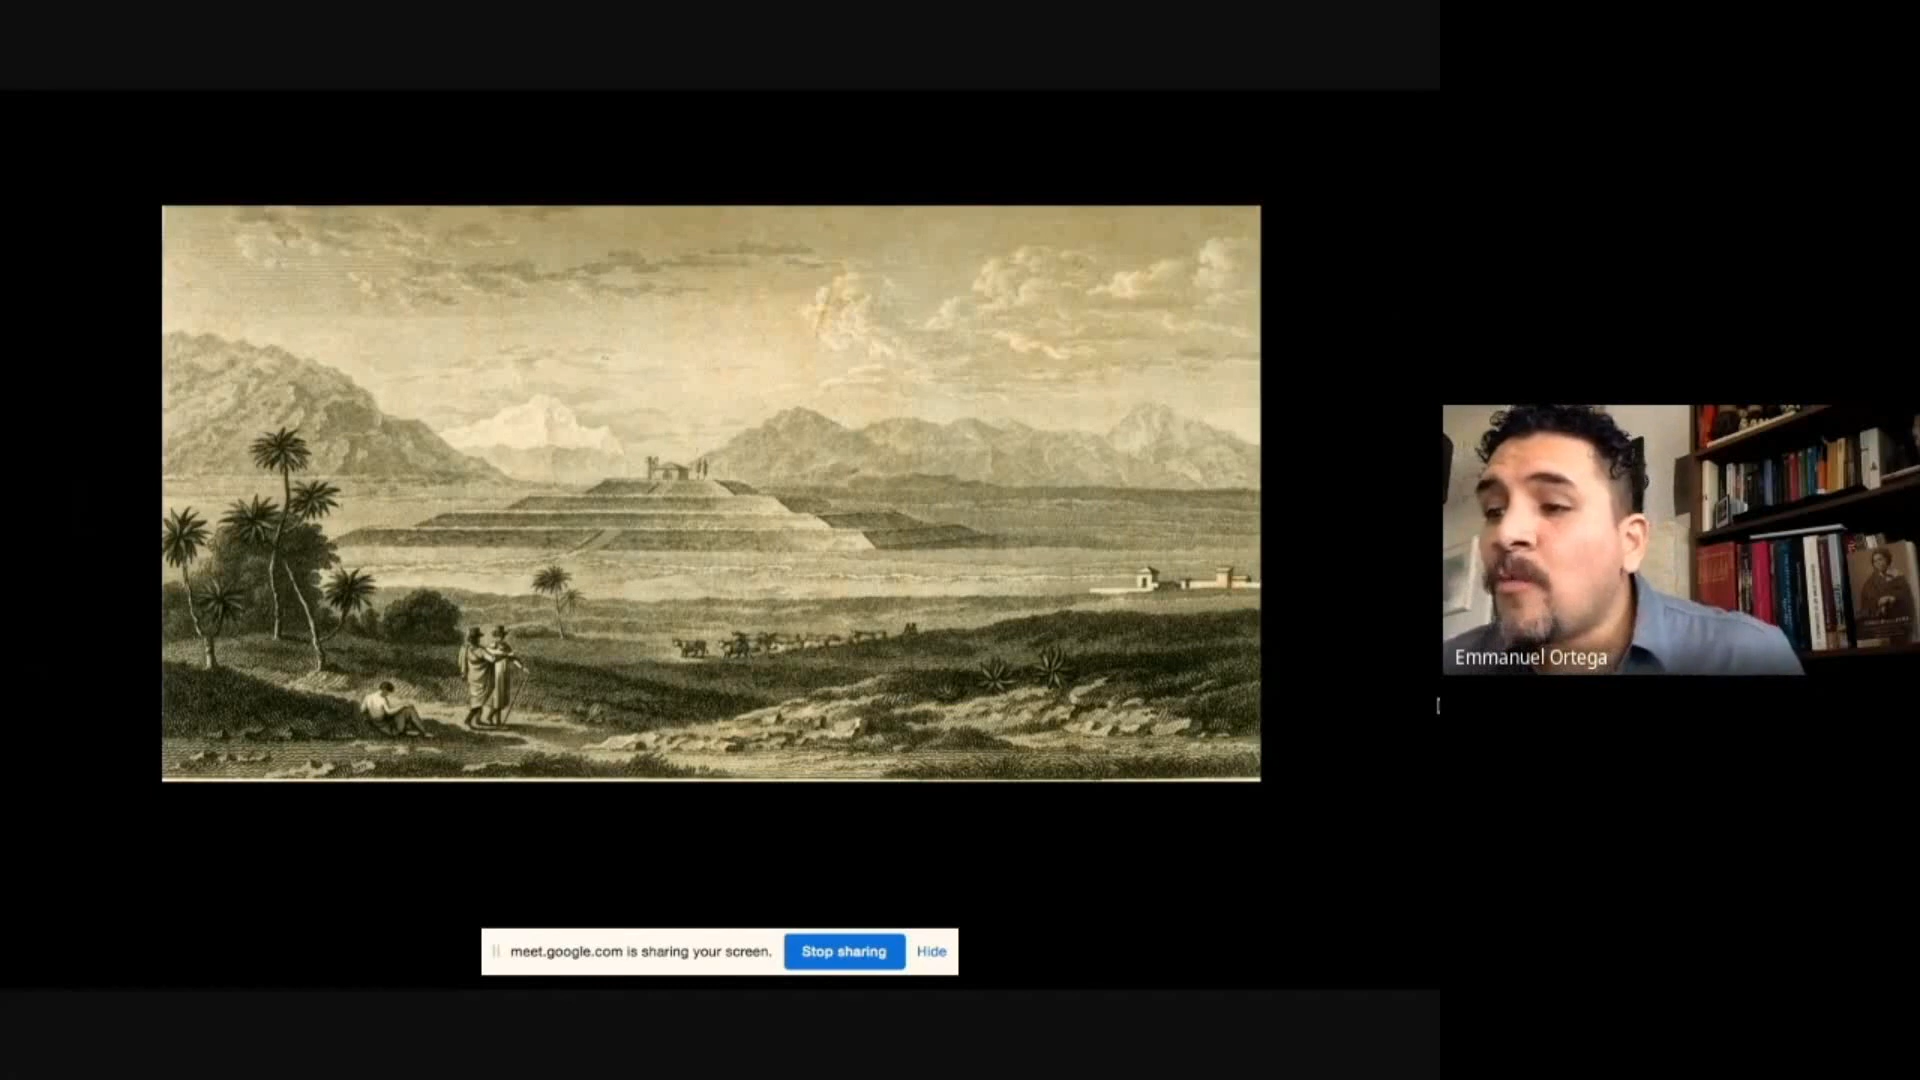 Emmanuel Ortega
meet.google.com is sharing your screen. Stop sharing Hide